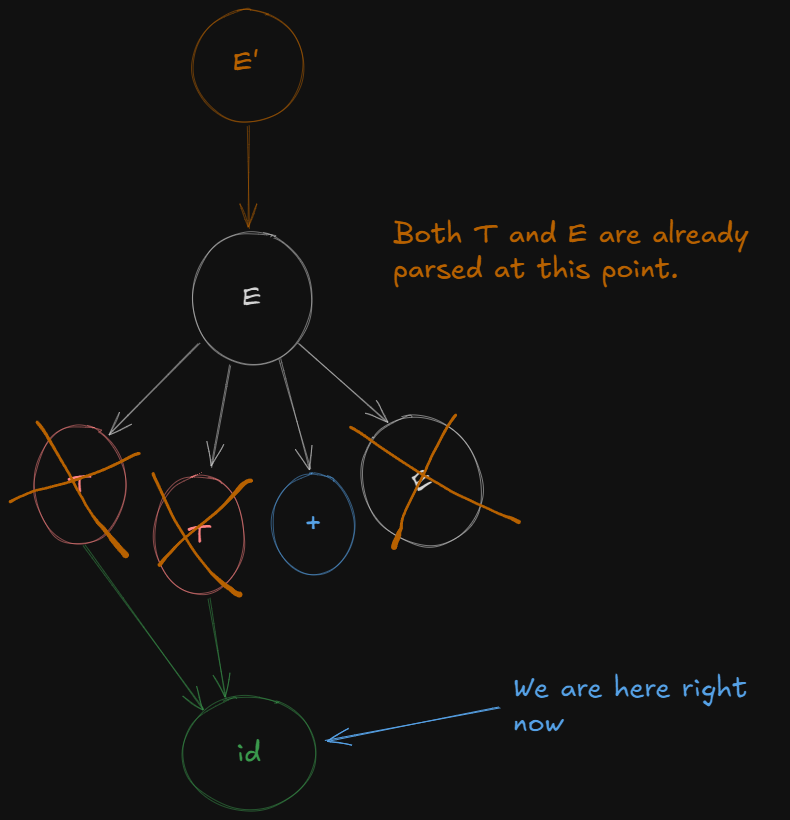 E'
Both T and E are already
parsed at this point.
E
T
T
+
E
We are here right
now
id